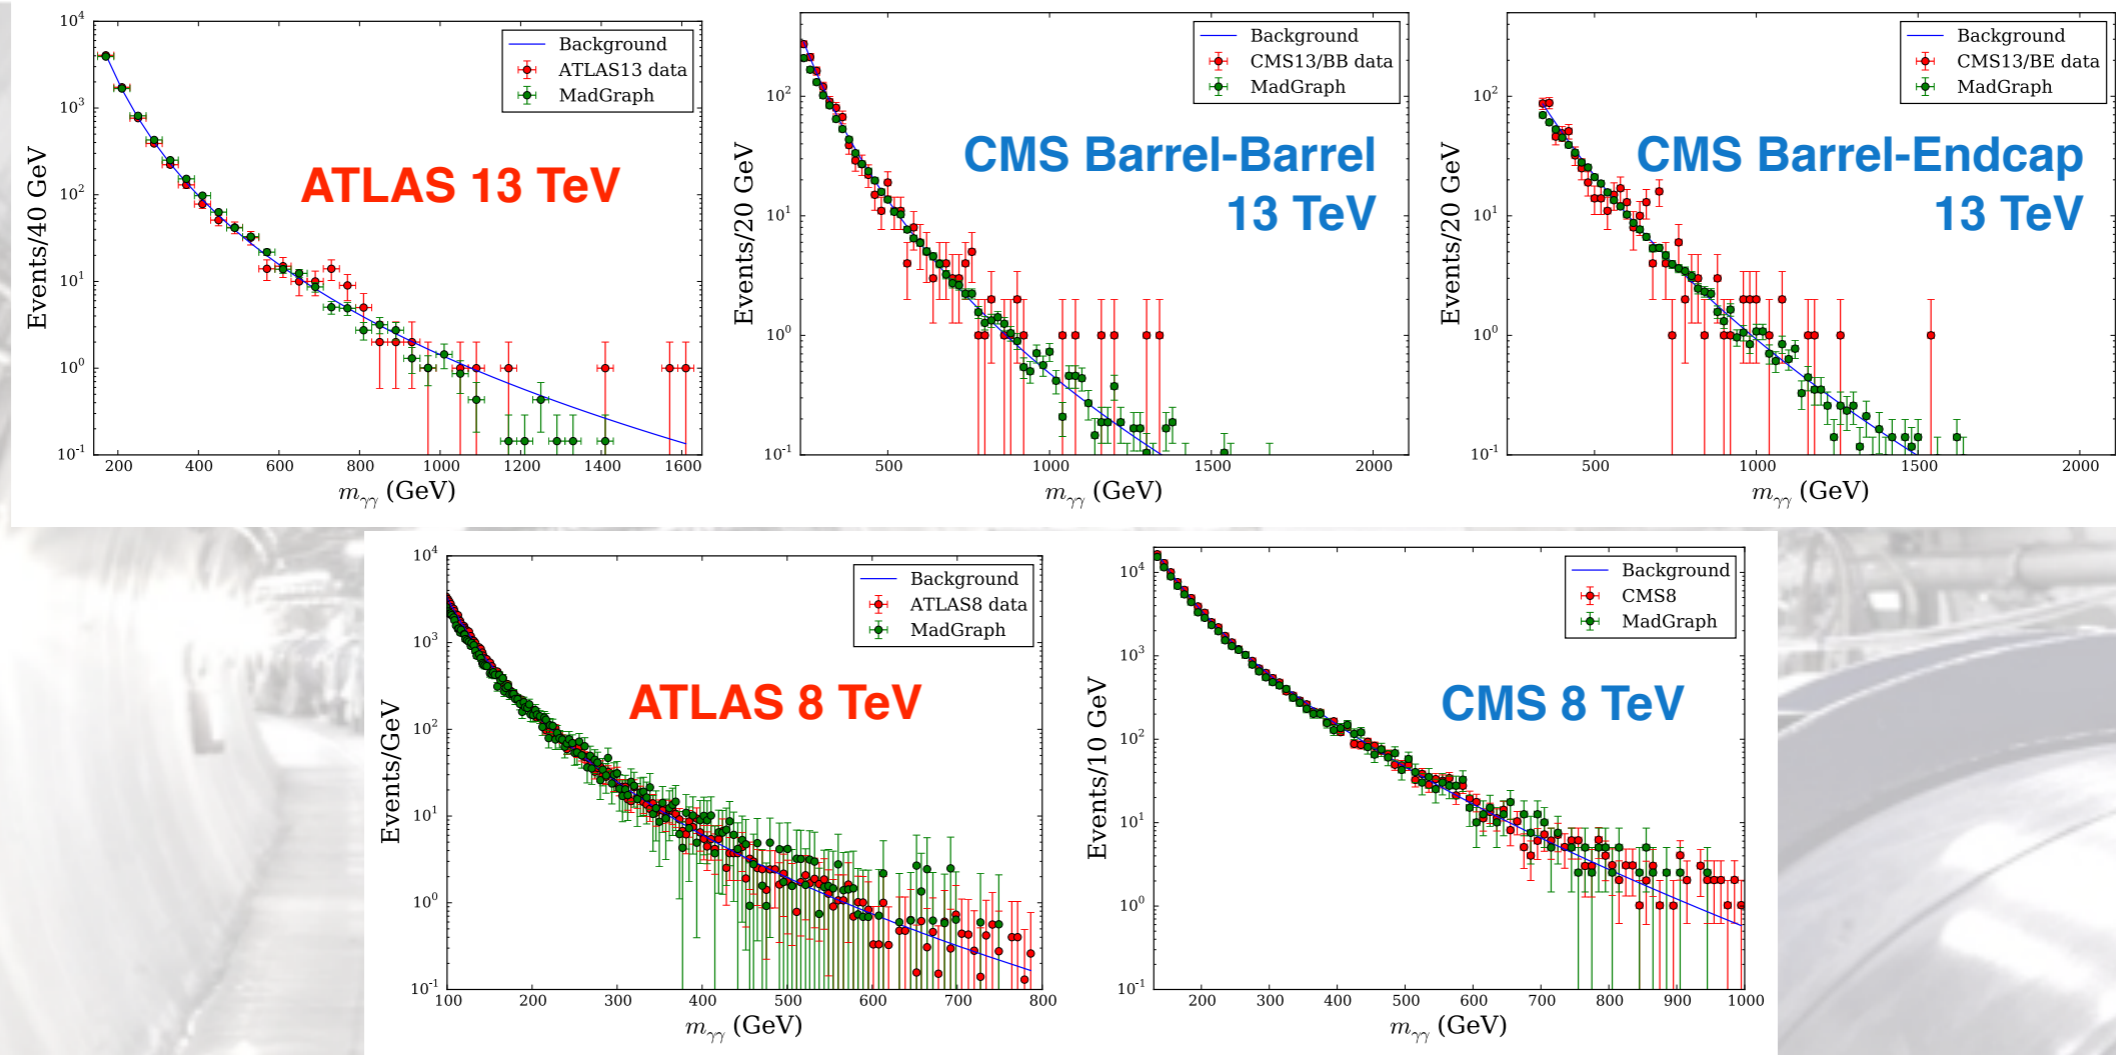 10^4
10^3
10^2
10^1
10^0
10^-1
Events/40 GeV
Background
ATLAS13 data
MadGraph
ATLAS 13 TeV
200 400 600 800 1000 1200 1400 1600
m_γγ (GeV)
10^2
10^1
10^0
10^-1
Events/20 GeV
Background
CMS13/BB data
MadGraph
CMS Barrel-Barrel
13 TeV
500 1000 1500 2000
m_γγ (GeV)
10^2
10^1
10^0
10^-1
Events/20 GeV
Background
CMS13/BE data
MadGraph
CMS Barrel-Endcap
13 TeV
500 1000 1500 2000
m_γγ (GeV)
10^4
10^3
10^2
10^1
10^0
10^-1
Events/GeV
Background
ATLAS8 data
MadGraph
ATLAS 8 TeV
100 200 300 400 500 600 700 800
m_γγ (GeV)
10^4
10^3
10^2
10^1
10^0
10^-1
Events/10 GeV
Background
CMS8
MadGraph
CMS 8 TeV
200 300 400 500 600 700 800 900 1000
m_γγ (GeV)